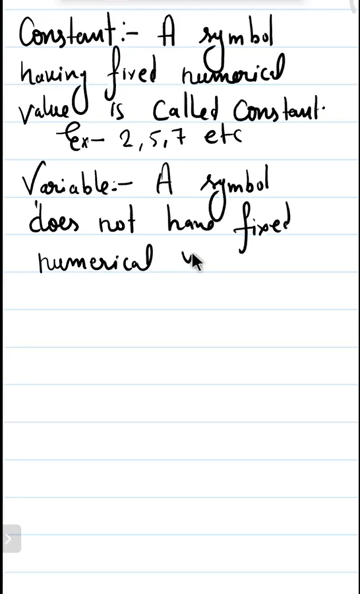 Constant:- A symbol
having fixed numerical
value is called Constant.
Ex- 2, 5, 7 etc
Variable:- A symbol
does not have fixed
numerical